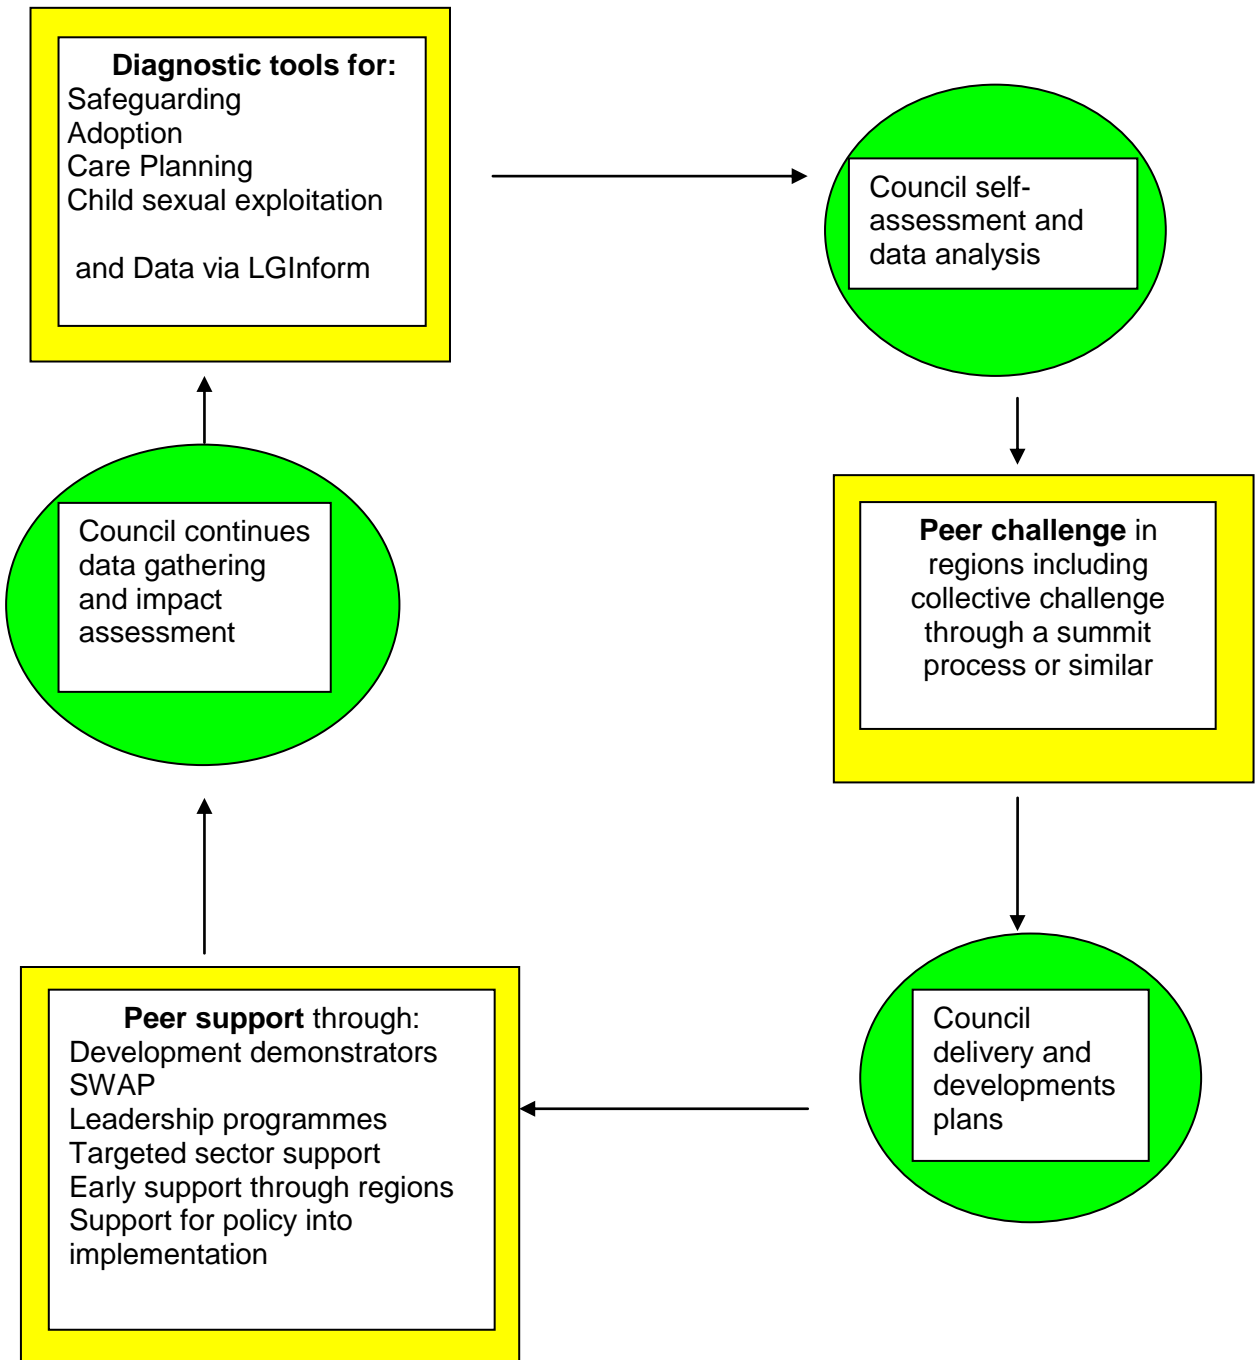 Diagnostic tools for:
Safeguarding
Adoption
Care Planning
Child sexual exploitation
and Data via LGInform
Council self-
assessment and
data analysis
Peer challenge in
regions including
collective challenge
through a summit
process or similar
Council
delivery and
developments
plans
Peer support through:
Development demonstrators
SWAP
Leadership programmes
Targeted sector support
Early support through regions
Support for policy into
implementation
Council continues
data gathering
and impact
assessment